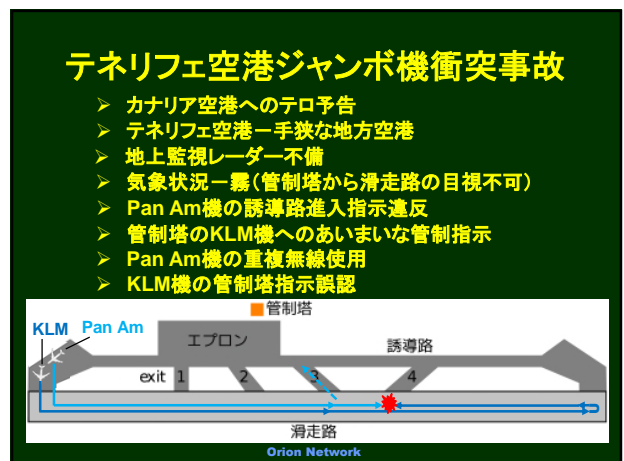 テネリフェ空港ジャンボ機衝突事故
➢ カナリア空港へのテロ予告
➢ テネリフェ空港－手狭な地方空港
➢ 地上監視レーダー不備
➢ 気象状況－霧（管制塔から滑走路の目視不可）
➢ Pan Am機の誘導路進入指示違反
➢ 管制塔のKLM機へのあいまいな管制指示
➢ Pan Am機の重複無線使用
➢ KLM機の管制塔指示誤認
管制塔
KLM Pan Am
エプロン
誘導路
exit 1 2 3 4
滑走路
Orion Network